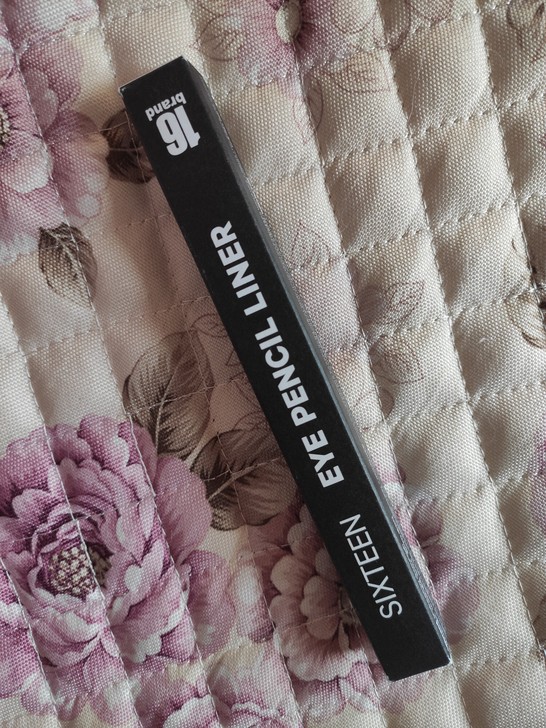 16
brand
SIXTEEN EYE PENCIL LINER